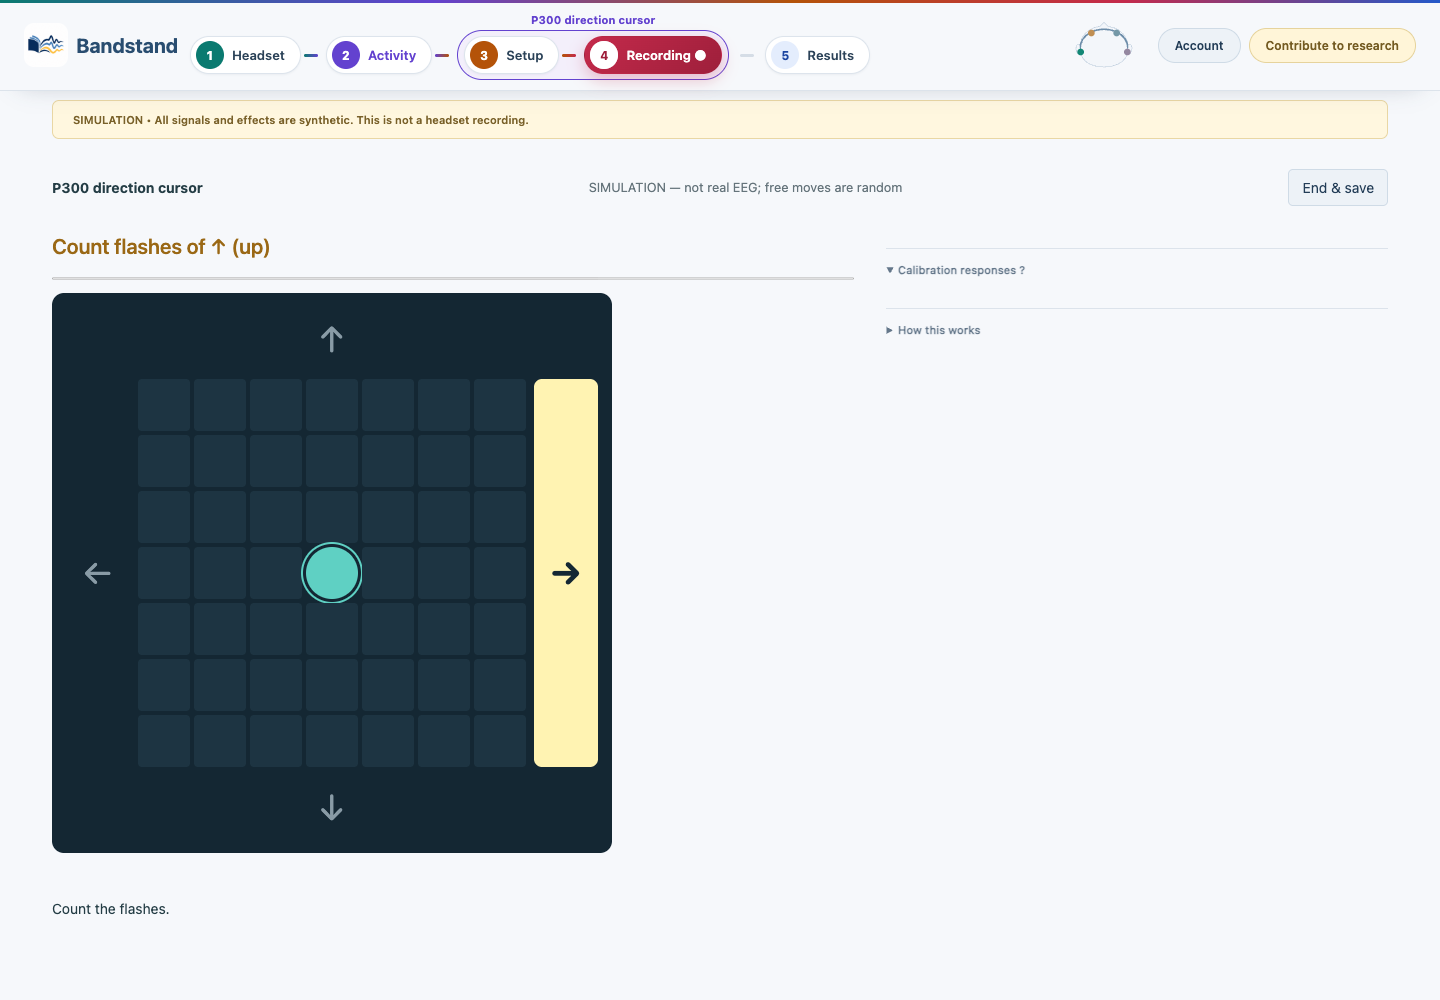 P300 direction cursor
Bandstand
1 Headset
2 Activity
3 Setup
4 Recording
5 Results
Account
Contribute to research
SIMULATION • All signals and effects are synthetic. This is not a headset recording.
P300 direction cursor
SIMULATION — not real EEG; free moves are random
End & save
Count flashes of ↑ (up)
▼ Calibration responses ?
▶ How this works
↑
←
→
↓
Count the flashes.